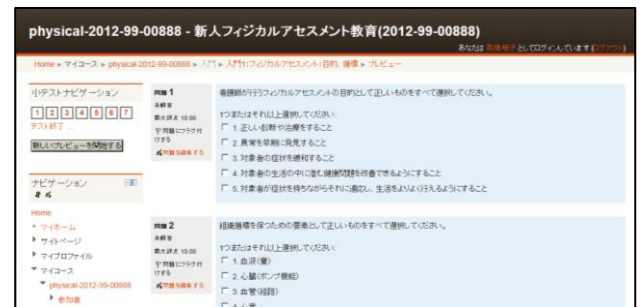 physical-2012-99-00888 - 新人フィジカルアセスメント教育(2012-99-00888)
としてログインしています(ログアウト)
Home ▸ マイコース ▸ physical-2012-99-00888 ▸ 入門 ▸ 入門1:フィジカルアセスメント:目的, 循環 ▸ プレビュー
小テストナビゲーション
1 2 3 4 5 6 7
テスト終了 ...
新しいプレビューを開始する
ナビゲーション
Home
マイホーム
サイトページ
マイプロファイル
マイコース
physical-2012-99-00888
参加者
問題 1
未解答
最大評点 10.00
問題にフラグ付けする
問題を編集する
看護師が行うフィジカルアセスメントの目的として正しいものをすべて選択してください。
1つまたはそれ以上選択してください:
1. 正しい診断や治療をすること
2. 異常を早期に発見すること
3. 対象者の症状を緩和すること
4. 対象者の生活の中に潜む健康問題を改善できるようにすること
5. 対象者が症状を持ちながらそれに適応し、生活をよりよく行えるようにすること
問題 2
未解答
最大評点 10.00
問題にフラグ付けする
問題を編集する
組織循環を保つための要素として正しいものをすべて選択してください。
1つまたはそれ以上選択してください:
1. 血液(量)
2. 心臓(ポンプ機能)
3. 血管(経路)